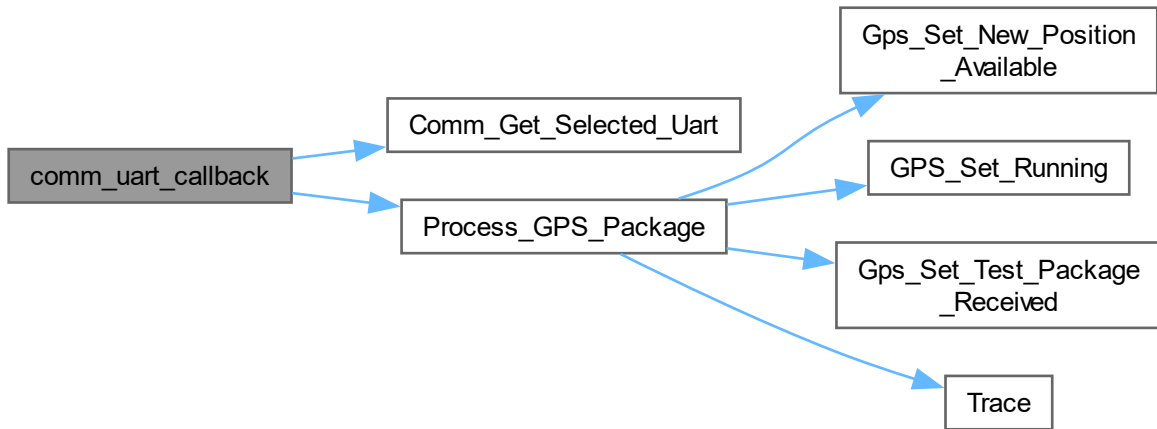 comm_uart_callback
Comm_Get_Selected_Uart
Process_GPS_Package
Gps_Set_New_Position
_Available
GPS_Set_Running
Gps_Set_Test_Package
_Received
Trace